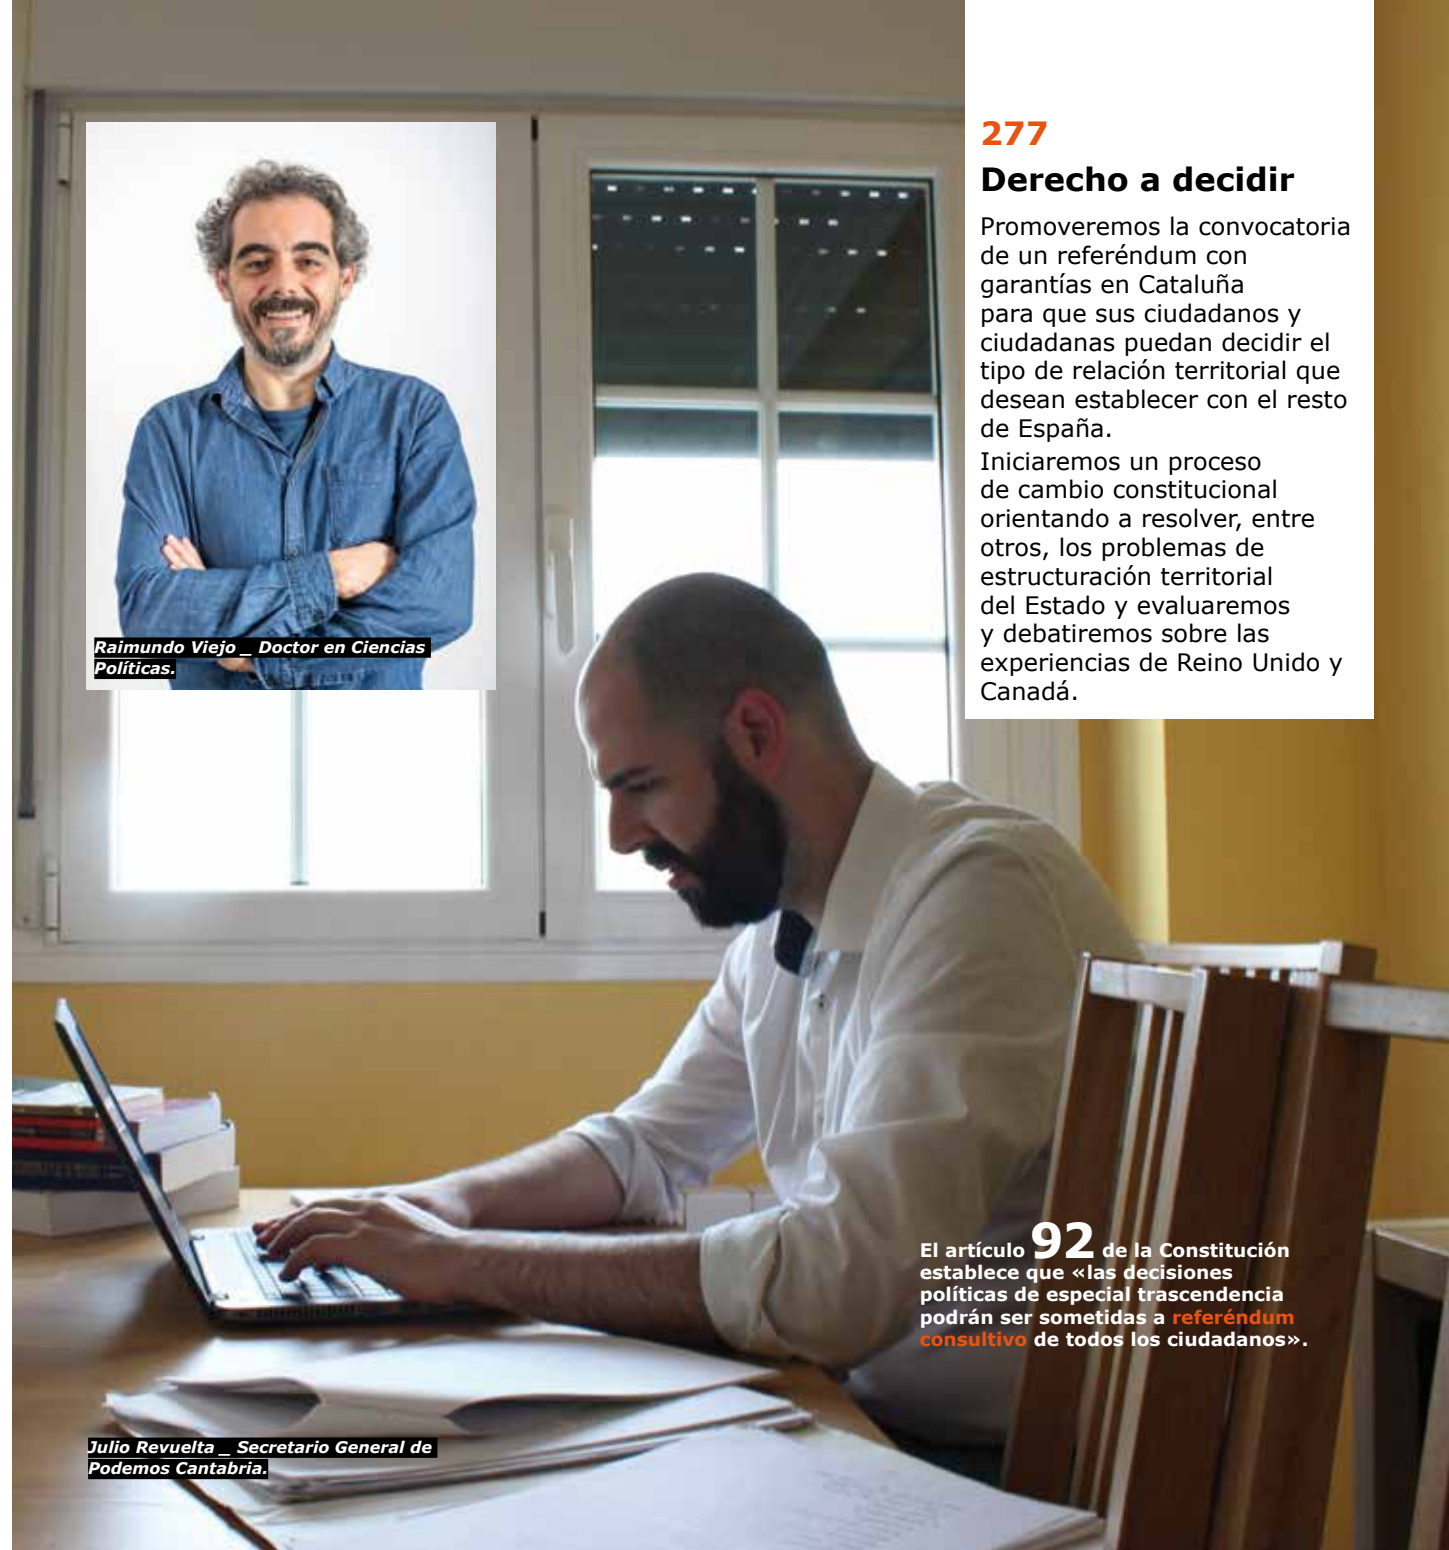 277
Derecho a decidir
Promoveremos la convocatoria
de un referéndum con
garantías en Cataluña
para que sus ciudadanos y
ciudadanas puedan decidir el
tipo de relación territorial que
desean establecer con el resto
de España.
Iniciaremos un proceso
de cambio constitucional
orientando a resolver, entre
otros, los problemas de
estructuración territorial
del Estado y evaluaremos
y debatiremos sobre las
experiencias de Reino Unido y
Canadá.
Raimundo Viejo _ Doctor en Ciencias
Políticas.
El artículo 92 de la Constitución
establece que «las decisiones
políticas de especial trascendencia
podrán ser sometidas a referéndum
consultivo de todos los ciudadanos».
Julio Revuelta _ Secretario General de
Podemos Cantabria.